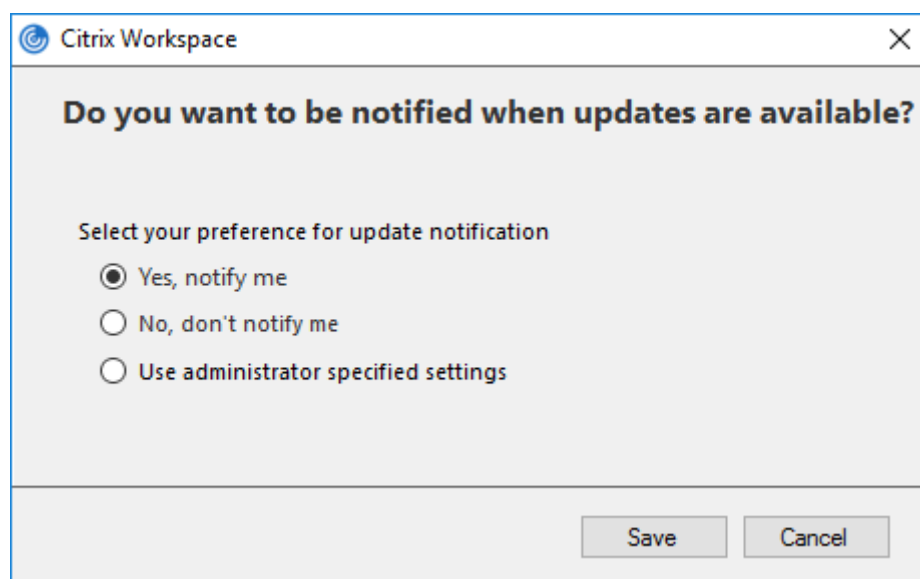 Citrix Workspace
Do you want to be notified when updates are available?
Select your preference for update notification
Yes, notify me
No, don't notify me
Use administrator specified settings
Save
Cancel